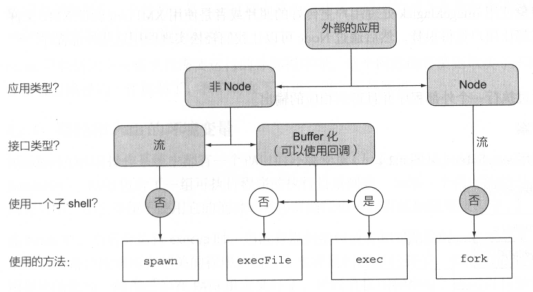 外部的应用
应用类型?
非 Node
Node
接口类型?
流
Buffer 化
(可以使用回调)
流
使用一个子 shell?
否
否
是
否
使用的方法:
spawn
execFile
exec
fork